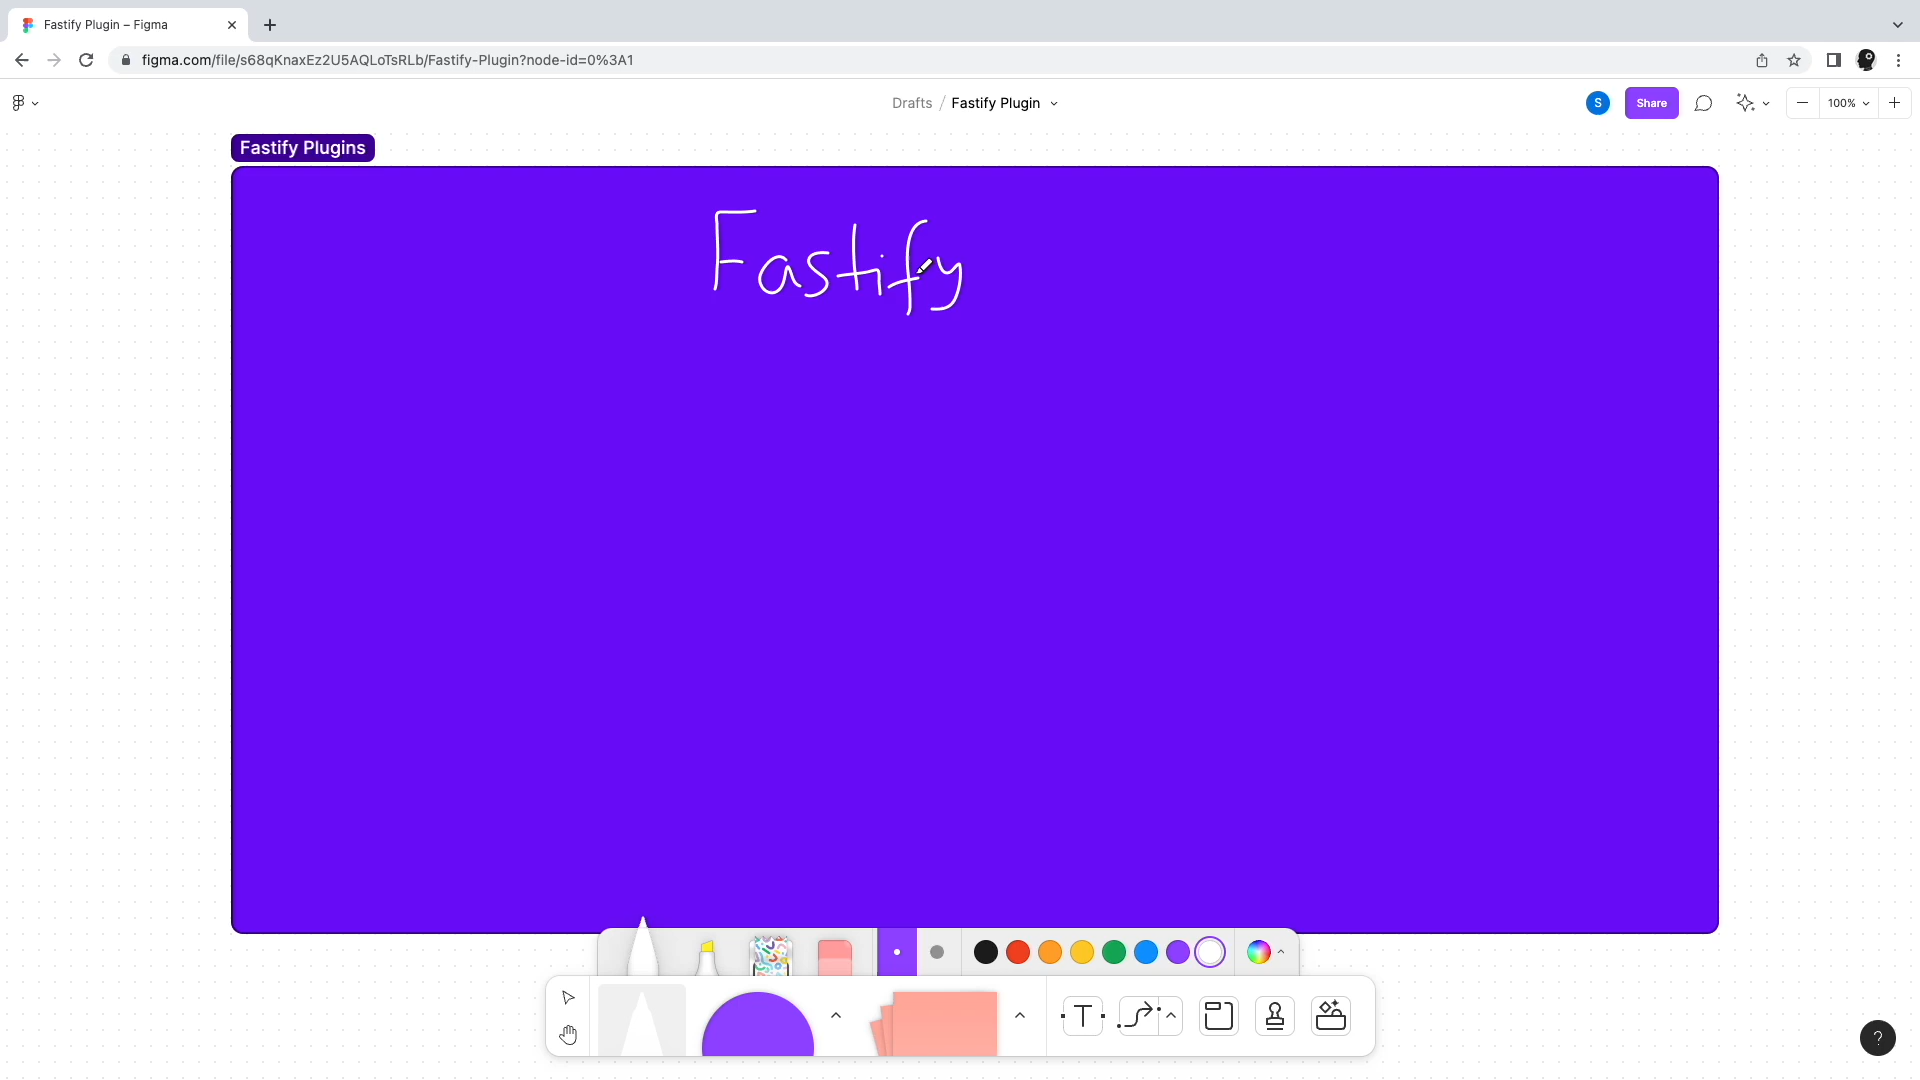 Fastify Plugin – Figma
figma.com/file/s68qKnaxEz2U5AQLoTsRLb/Fastify-Plugin?node-id=0%3A1
Drafts / Fastify Plugin
S
Share
100%
Fastify Plugins
Fastify
T
?